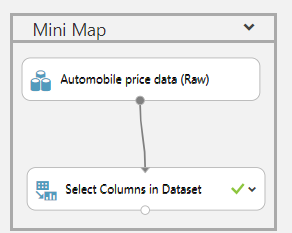 Mini Map
Automobile price data (Raw)
Select Columns in Dataset